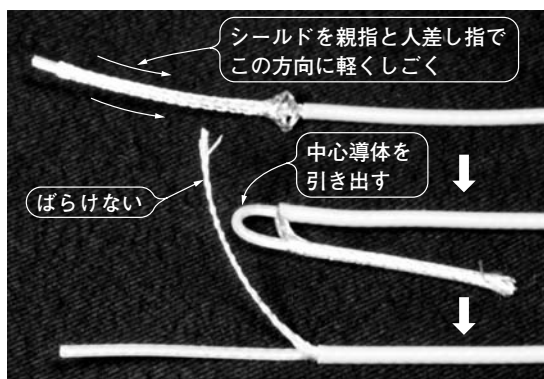 シールドを親指と人差し指で
この方向に軽くしごく
中心導体を
引き出す
ばらけない